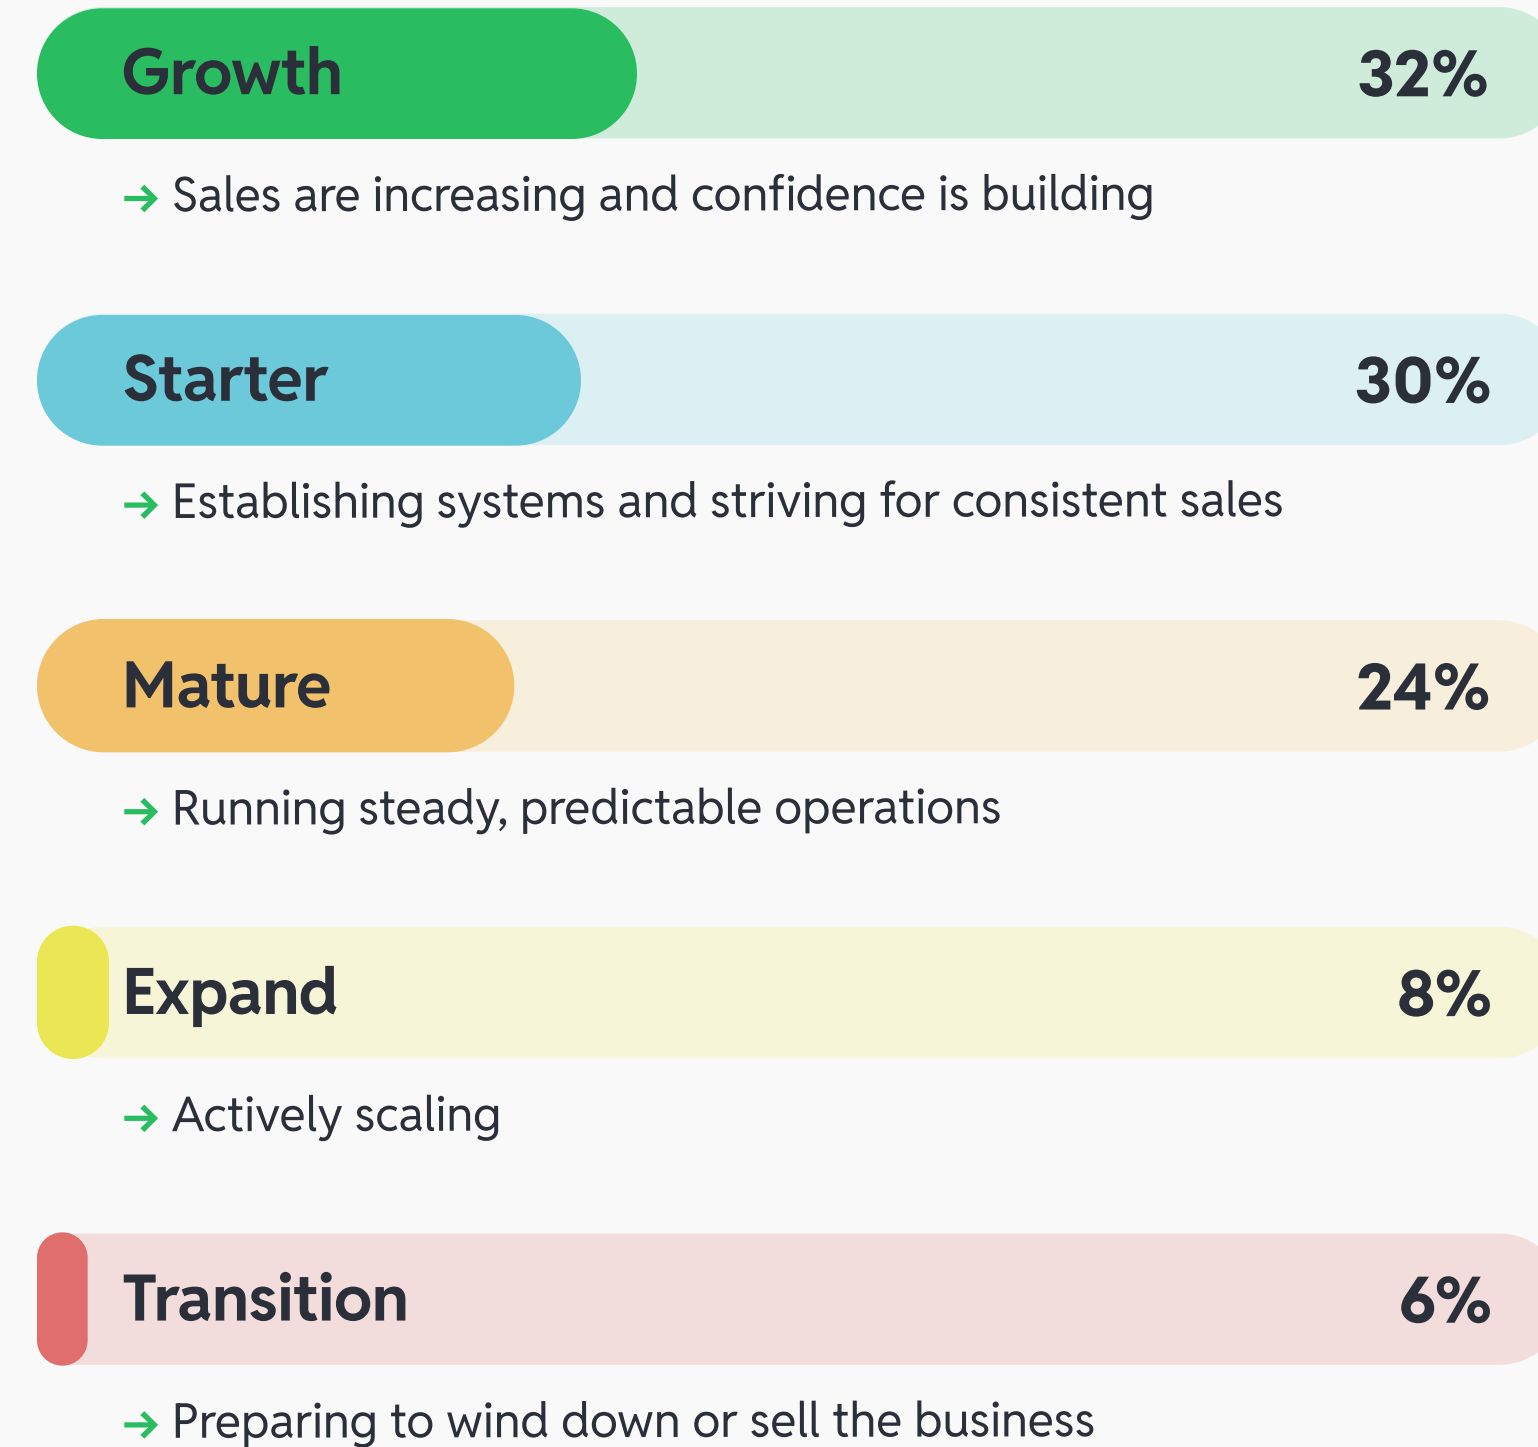 Growth 32%
→ Sales are increasing and confidence is building
Starter 30%
→ Establishing systems and striving for consistent sales
Mature 24%
→ Running steady, predictable operations
Expand 8%
→ Actively scaling
Transition 6%
→ Preparing to wind down or sell the business